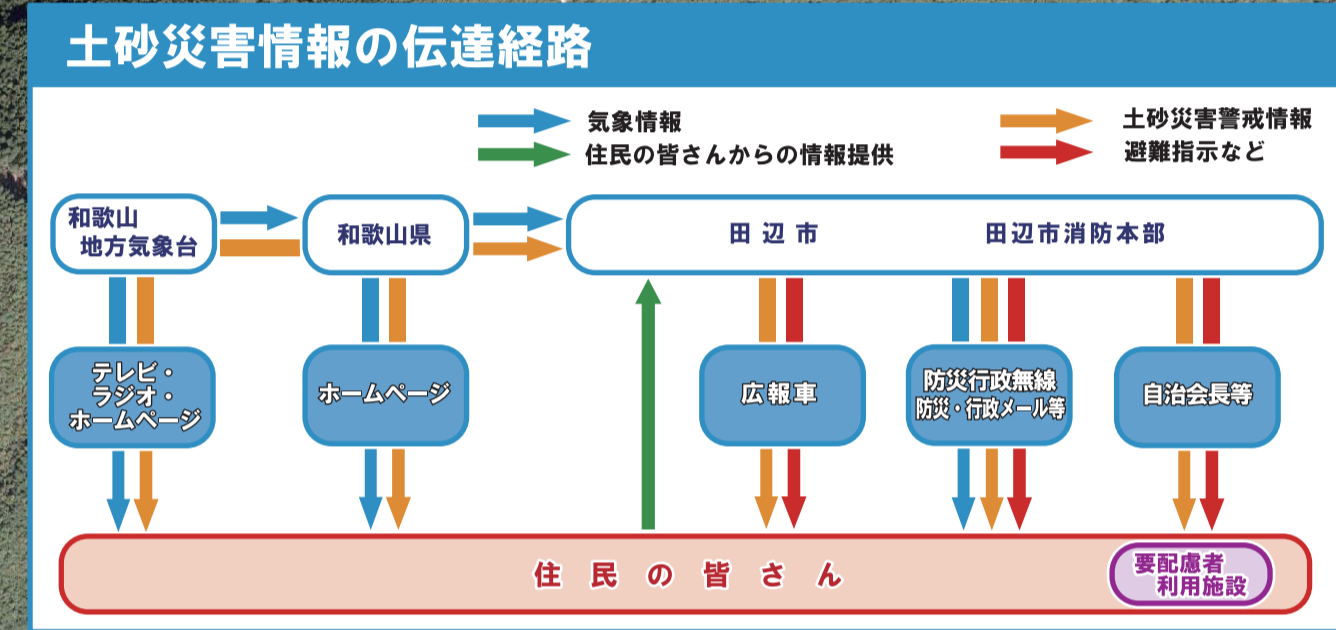 土砂災害情報の伝達経路
気象情報
土砂災害警戒情報
住民の皆さんからの情報提供
避難指示など
和歌山
地方気象台
和歌山県
田辺市
田辺市消防本部
テレビ・
ラジオ・
ホームページ
ホームページ
広報車
防災行政無線
防災・行政メール等
自治会長等
住民の皆さん
要配慮者
利用施設